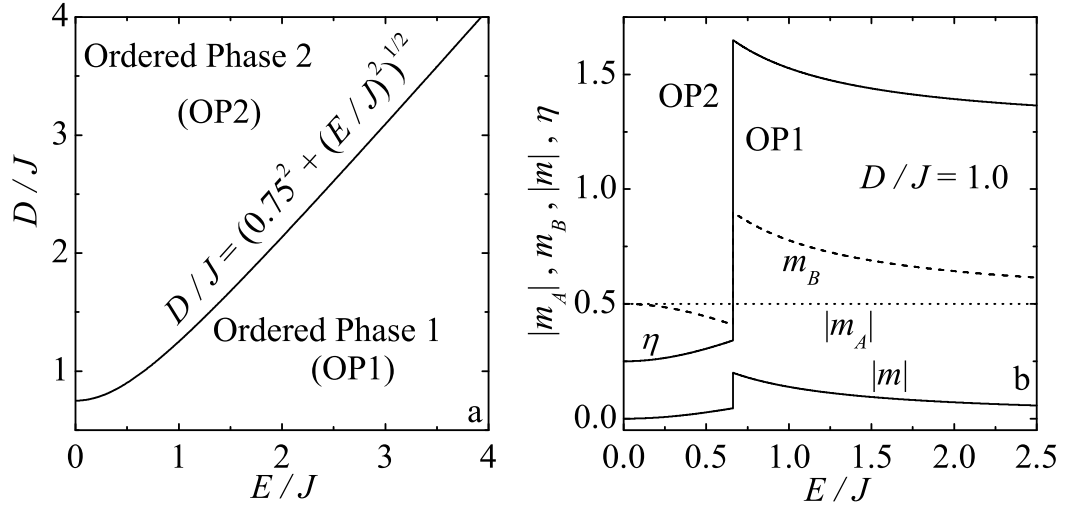 4
3
2
1
0
1
2
3
4
D / J
E / J
Ordered Phase 2
(OP2)
D / J = (0.75² + (E / J)²)^1/2
Ordered Phase 1
(OP1)
a
1.5
1.0
0.5
0.0
0.0
0.5
1.0
1.5
2.0
2.5
|m_A| , m_B , |m| , η
E / J
OP2
OP1
D / J = 1.0
m_B
|m_A|
η
|m|
b